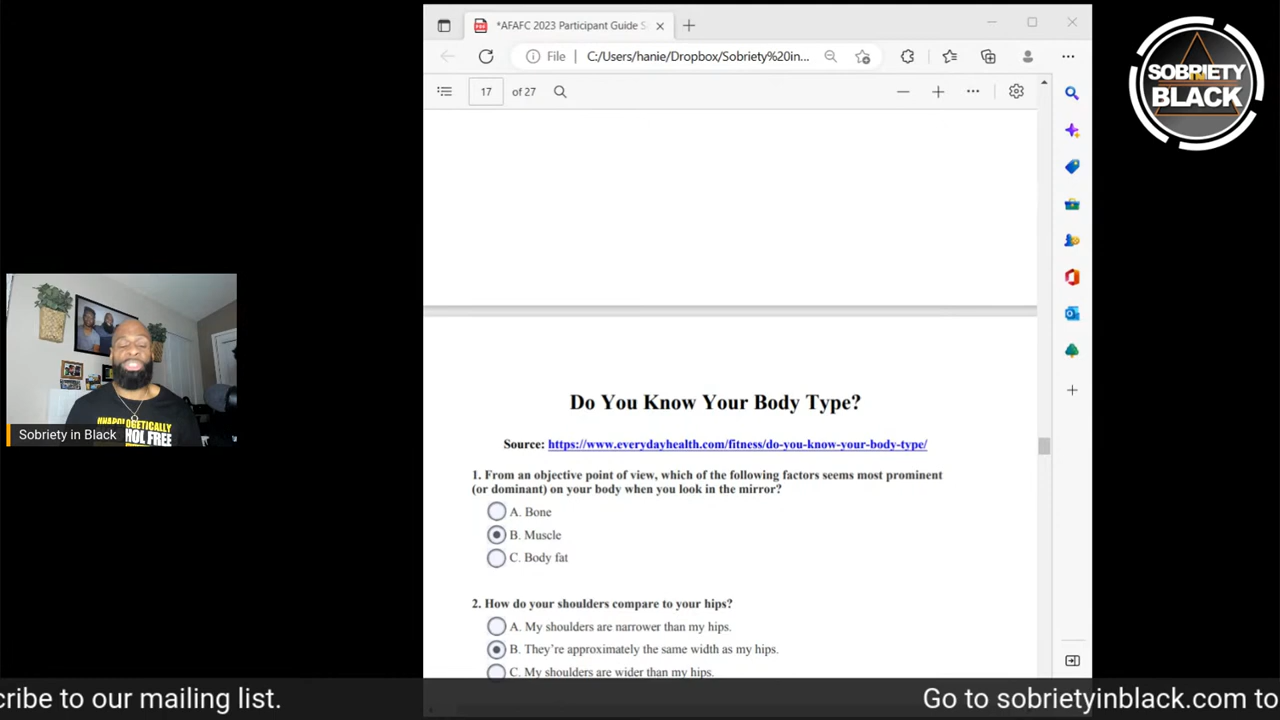 *AFAFC 2023 Participant Guide S
File
C:/Users/hanie/Dropbox/Sobriety%20in...
17
of 27
SOBRIETY
IN
BLACK
Do You Know Your Body Type?
Source: https://www.everydayhealth.com/fitness/do-you-know-your-body-type/
1. From an objective point of view, which of the following factors seems most prominent
(or dominant) on your body when you look in the mirror?
A. Bone
B. Muscle
C. Body fat
2. How do your shoulders compare to your hips?
A. My shoulders are narrower than my hips.
B. They're approximately the same width as my hips.
C. My shoulders are wider than my hips.
HOL FREE
Sobriety in Black
cribe to our mailing list.
Go to sobrietyinblack.com to